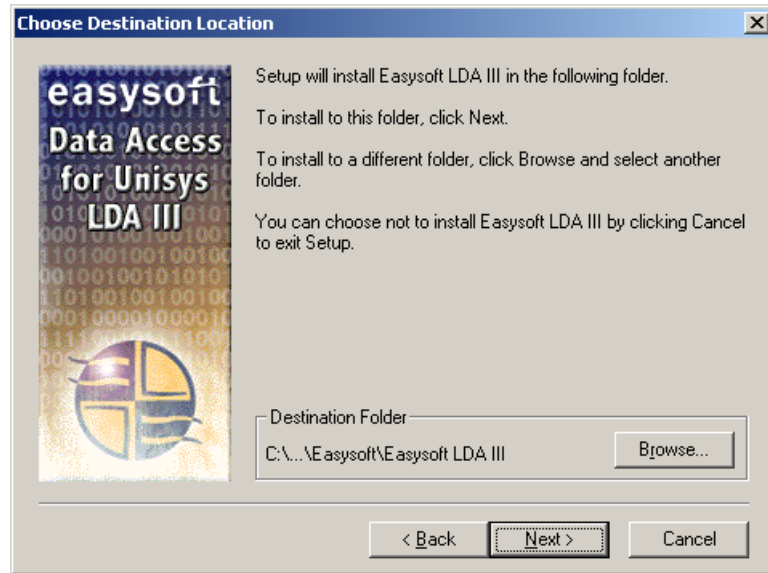 Choose Destination Location
easysoft
Data Access
for Unisys
LDA III
Setup will install Easysoft LDA III in the following folder.
To install to this folder, click Next.
To install to a different folder, click Browse and select another
folder.
You can choose not to install Easysoft LDA III by clicking Cancel
to exit Setup.
Destination Folder
C:\...\Easysoft\Easysoft LDA III
Browse...
< Back
Next >
Cancel